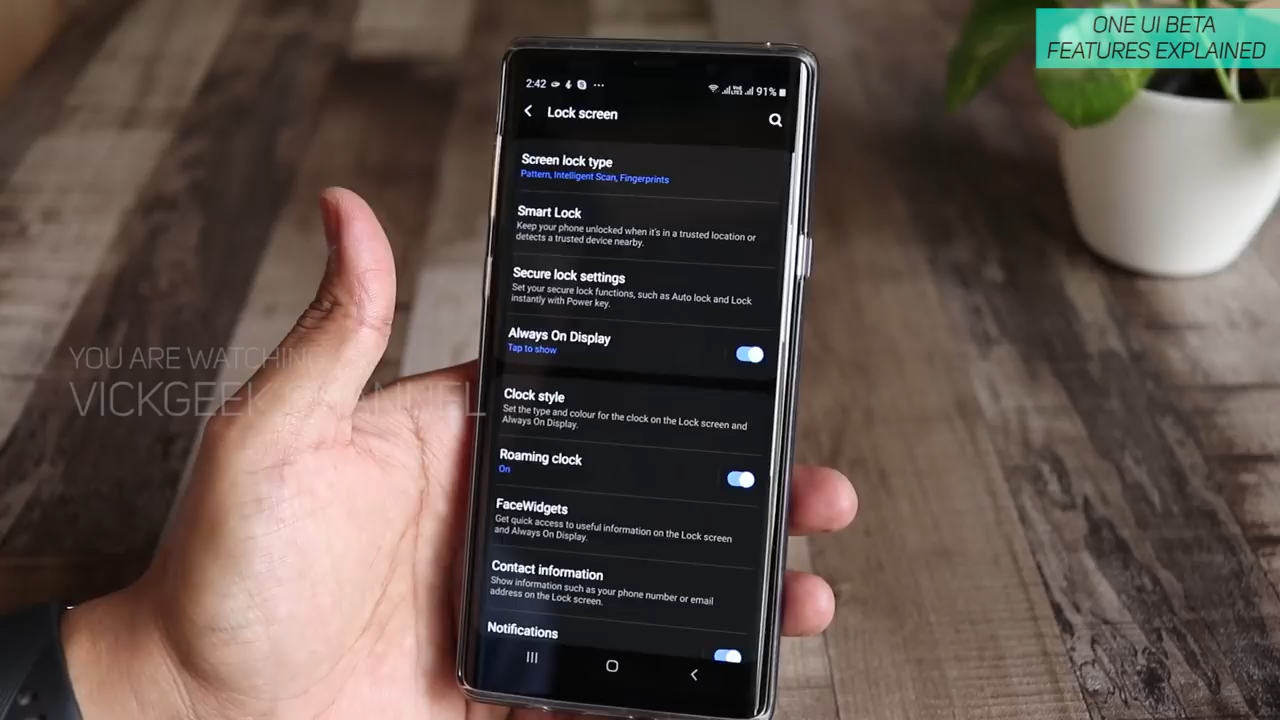 ONE UI BETA
FEATURES EXPLAINED
2:42
91%
Lock screen
Screen lock type
Pattern, Intelligent Scan, Fingerprints
Smart Lock
Keep your phone unlocked when it's in a trusted location or
detects a trusted device nearby.
Secure lock settings
Set your secure lock functions, such as Auto lock and Lock
instantly with Power key.
Always On Display
Tap to show
Clock style
Set the type and colour for the clock on the Lock screen and
Always On Display.
Roaming clock
On
FaceWidgets
Get quick access to useful information on the Lock screen
and Always On Display.
Contact information
Show information such as your phone number or email
address on the Lock screen.
Notifications
YOU ARE WATCHING
VICKGEEK CHANNEL